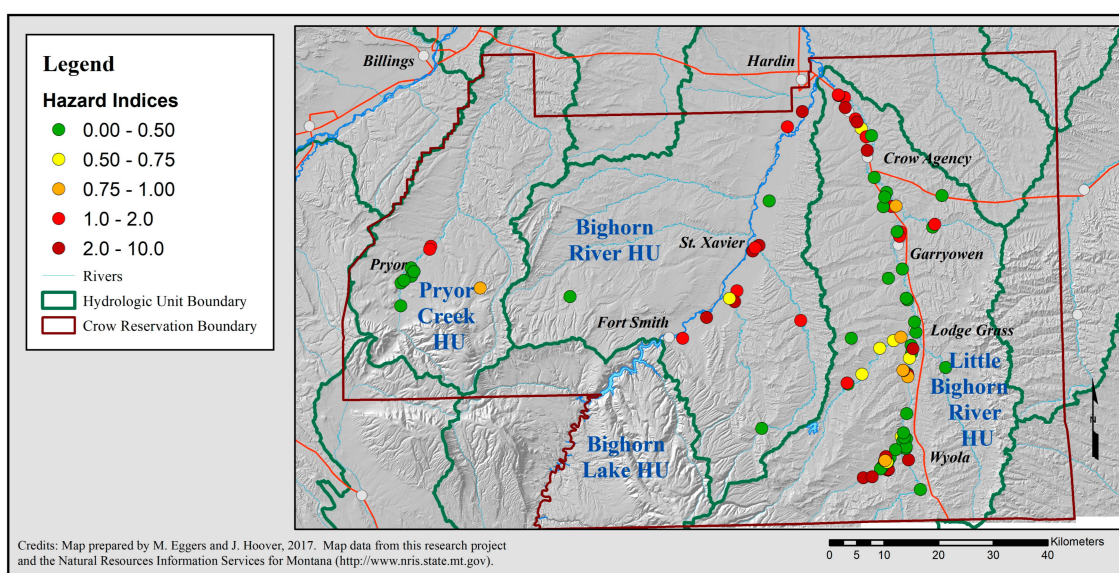 Legend
Hazard Indices
0.00 - 0.50
0.50 - 0.75
0.75 - 1.00
1.0 - 2.0
2.0 - 10.0
Rivers
Hydrologic Unit Boundary
Crow Reservation Boundary
Billings
Hardin
Crow Agency
Bighorn
River HU
St. Xavier
Garryowen
Pryor
Pryor
Creek
HU
Fort Smith
Lodge Grass
Little
Bighorn
River
HU
Bighorn
Lake HU
Wyola
N
Credits: Map prepared by M. Eggers and J. Hoover, 2017. Map data from this research project
and the Natural Resources Information Services for Montana (http://www.nris.state.mt.gov).
Kilometers
0 5 10 20 30 40